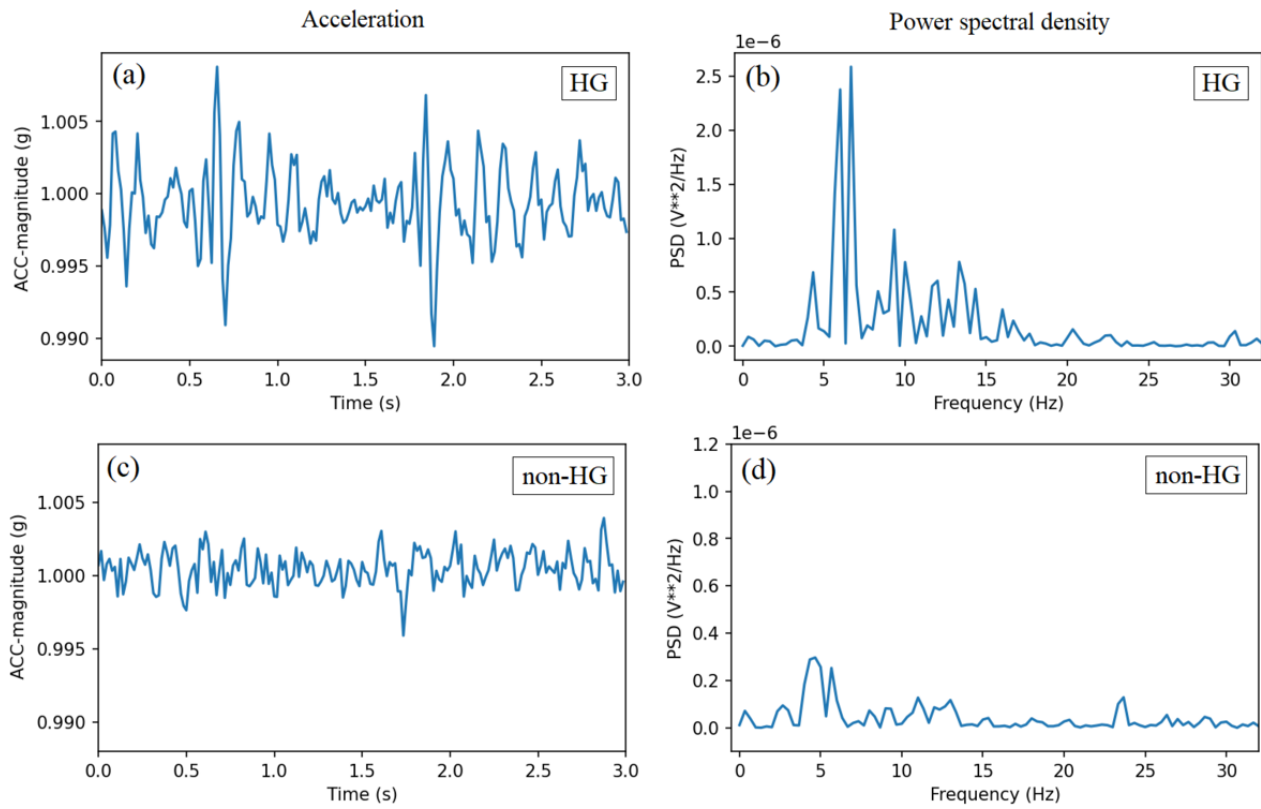 Acceleration
Power spectral density
(a)
HG
ACC-magnitude (g)
1.005
1.000
0.995
0.990
0.0 0.5 1.0 1.5 2.0 2.5 3.0
Time (s)
1e−6
(b)
HG
PSD (V**2/Hz)
2.5
2.0
1.5
1.0
0.5
0.0
0 5 10 15 20 25 30
Frequency (Hz)
(c)
non-HG
ACC-magnitude (g)
1.005
1.000
0.995
0.990
0.0 0.5 1.0 1.5 2.0 2.5 3.0
Time (s)
1e−6
(d)
non-HG
PSD (V**2/Hz)
1.2
1.0
0.8
0.6
0.4
0.2
0.0
0 5 10 15 20 25 30
Frequency (Hz)